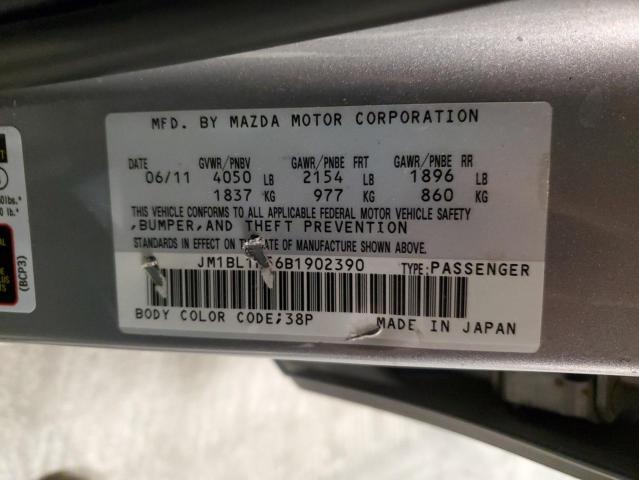 MFD. BY MAZDA MOTOR CORPORATION
DATE GVWR/PNBV GAWR/PNBE FRT GAWR/PNBE RR
06/11 4050 LB 2154 LB 1896 LB
1837 KG 977 KG 860 KG
THIS VEHICLE CONFORMS TO ALL APPLICABLE FEDERAL MOTOR VEHICLE SAFETY
,BUMPER,AND THEFT PREVENTION
STANDARDS IN EFFECT ON THE DATE OF MANUFACTURE SHOWN ABOVE.
TYPE:PASSENGER
BODY COLOR CODE;38P MADE IN JAPAN
(BCP3)